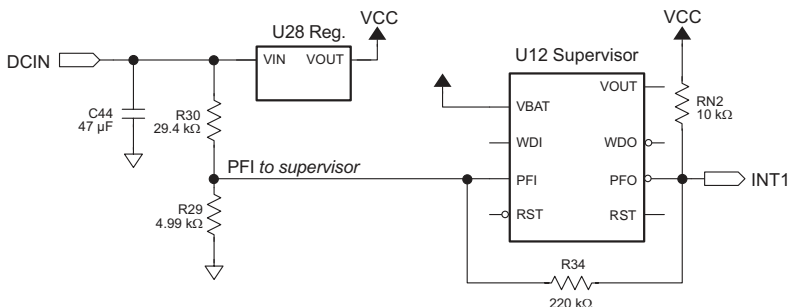 VCC
U28 Reg.
DCIN
VIN VOUT
C44
47 µF
R30
29.4 kΩ
PFI to supervisor
R29
4.99 kΩ
VCC
U12 Supervisor
VOUT
VBAT
RN2
10 kΩ
WDI WDO
PFI PFO
INT1
RST RST
R34
220 kΩ